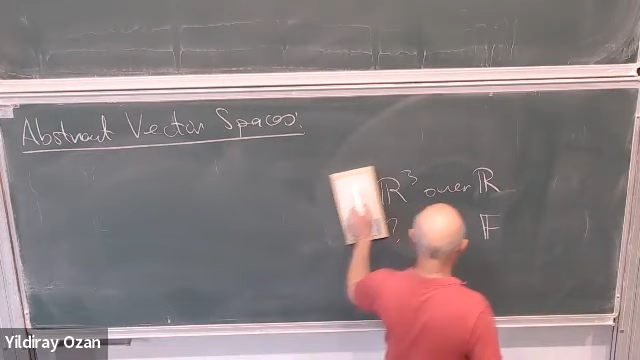 Abstract Vector Spaces:
ℝ³ over ℝ
? 𝔽
Yildiray Ozan